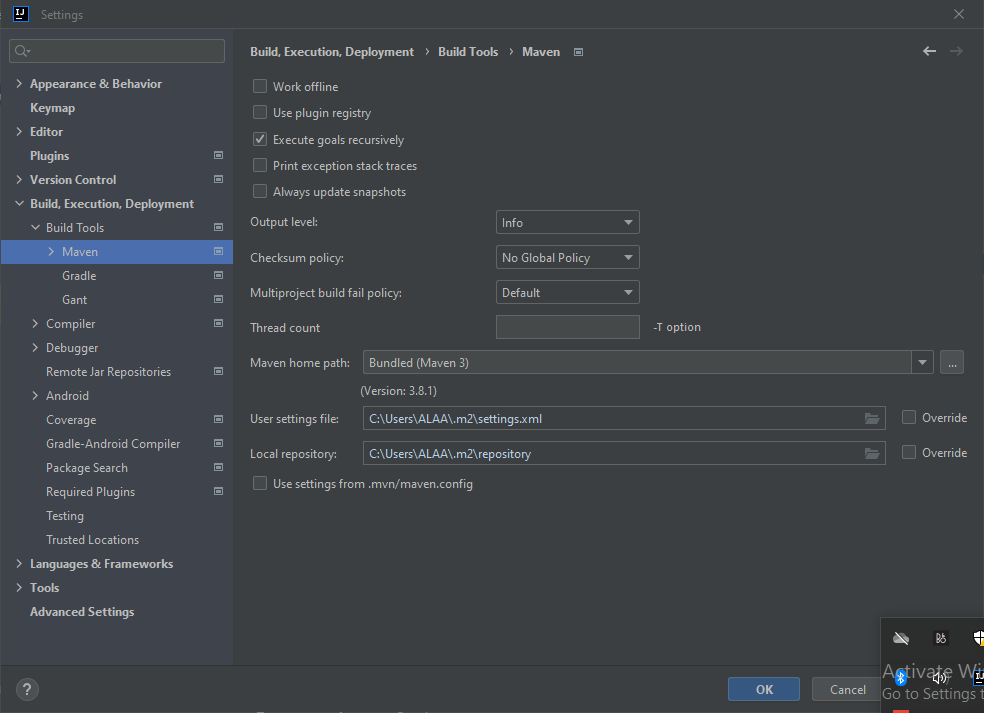 IJ Settings
Build, Execution, Deployment › Build Tools › Maven
Appearance & Behavior
Keymap
Editor
Plugins
Version Control
Build, Execution, Deployment
Build Tools
Maven
Gradle
Gant
Compiler
Debugger
Remote Jar Repositories
Android
Coverage
Gradle-Android Compiler
Package Search
Required Plugins
Testing
Trusted Locations
Languages & Frameworks
Tools
Advanced Settings
Work offline
Use plugin registry
Execute goals recursively
Print exception stack traces
Always update snapshots
Output level: Info
Checksum policy: No Global Policy
Multiproject build fail policy: Default
Thread count -T option
Maven home path: Bundled (Maven 3) ...
(Version: 3.8.1)
User settings file: C:\Users\ALAA\.m2\settings.xml Override
Local repository: C:\Users\ALAA\.m2\repository Override
Use settings from .mvn/maven.config
? OK Cancel
Activate Wi
Go to Settings t